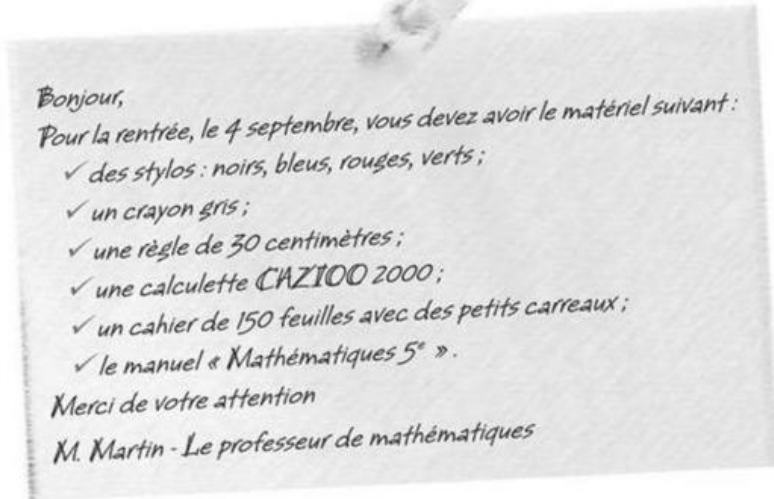 Bonjour,
Pour la rentrée, le 4 septembre, vous devez avoir le matériel suivant :
✓ des stylos : noirs, bleus, rouges, verts ;
✓ un crayon gris ;
✓ une règle de 30 centimètres ;
✓ une calculette CAZIOO 2000 ;
✓ un cahier de 150 feuilles avec des petits carreaux ;
✓ le manuel « Mathématiques 5e ».
Merci de votre attention
M. Martin - Le professeur de mathématiques